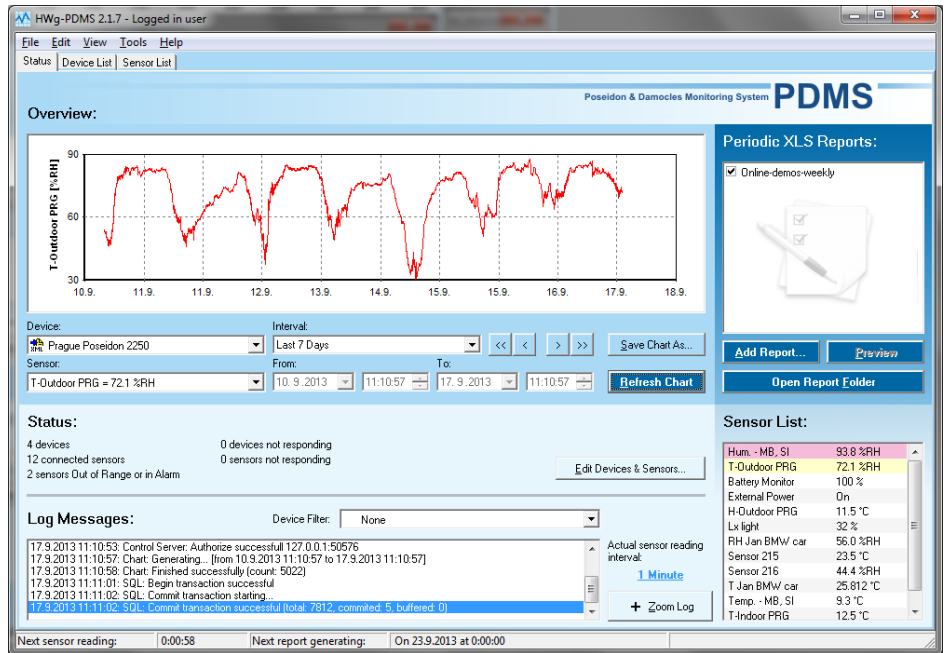 HWg-PDMS 2.1.7 - Logged in user
File Edit View Tools Help
Status Device List Sensor List
Poseidon & Damocles Monitoring System PDMS
Overview:
T-Outdoor PRG [%RH]
90
60
30
10.9. 11.9. 11.9. 12.9. 13.9. 14.9. 15.9. 15.9. 16.9. 17.9. 18.9.
Device: Interval:
XML Prague Poseidon 2250 Last 7 Days << < > >> Save Chart As...
Sensor: From: To:
T-Outdoor PRG = 72.1 %RH 10. 9 .2013 11:10:57 17. 9 .2013 11:10:57 Refresh Chart
Periodic XLS Reports:
Online-demos-weekly
Add Report... Preview
Open Report Folder
Status:
4 devices 0 devices not responding
12 connected sensors 0 sensors not responding
2 sensors Out of Range or in Alarm
Edit Devices & Sensors...
Log Messages: Device Filter: None
17.9.2013 11:10:53: Control Server: Authorize successfull 127.0.0.1:50576
17.9.2013 11:10:57: Chart: Generating... [from 10.9.2013 11:10:57 to 17.9.2013 11:10:57]
17.9.2013 11:10:58: Chart: Finished successfully (count: 5022)
17.9.2013 11:11:01: SQL: Begin transaction successful
17.9.2013 11:11:02: SQL: Commit transaction starting...
17.9.2013 11:11:02: SQL: Commit transaction successful (total: 7812, commited: 5, buffered: 0)
Actual sensor reading
interval:
1 Minute
+ Zoom Log
Sensor List:
Hum. - MB, SI 93.8 %RH
T-Outdoor PRG 72.1 %RH
Battery Monitor 100 %
External Power On
H-Outdoor PRG 11.5 °C
Lx light 32 %
RH Jan BMW car 56.0 %RH
Sensor 215 23.5 °C
Sensor 216 44.4 %RH
T Jan BMW car 25.812 °C
Temp. - MB, SI 9.3 °C
T-Indoor PRG 12.5 °C
Next sensor reading: 0:00:58 Next report generating: On 23.9.2013 at 0:00:00